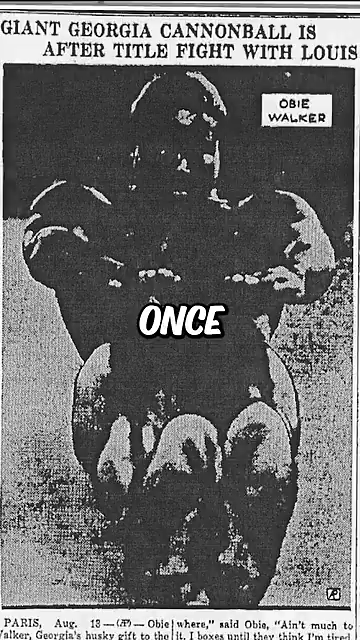 GIANT GEORGIA CANNONBALL IS
AFTER TITLE FIGHT WITH LOUIS
OBIE
WALKER
ONCE
PARIS, Aug. 13—(AP)—Obie
Walker, Georgia's husky gift to the
where," said Obie, "Ain't much to
it. I boxes until they think I'm tired